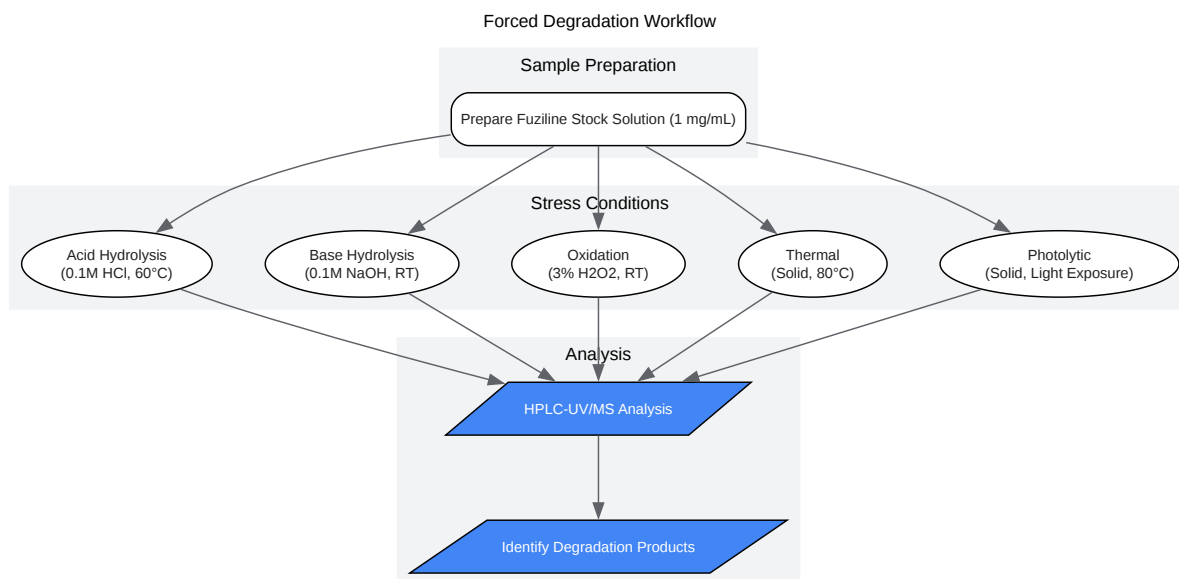 Forced Degradation Workflow
Sample Preparation
Prepare Fuziline Stock Solution (1 mg/mL)
Stress Conditions
Acid Hydrolysis
(0.1M HCl, 60°C)
Base Hydrolysis
(0.1M NaOH, RT)
Oxidation
(3% H2O2, RT)
Thermal
(Solid, 80°C)
Photolytic
(Solid, Light Exposure)
Analysis
HPLC-UV/MS Analysis
Identify Degradation Products